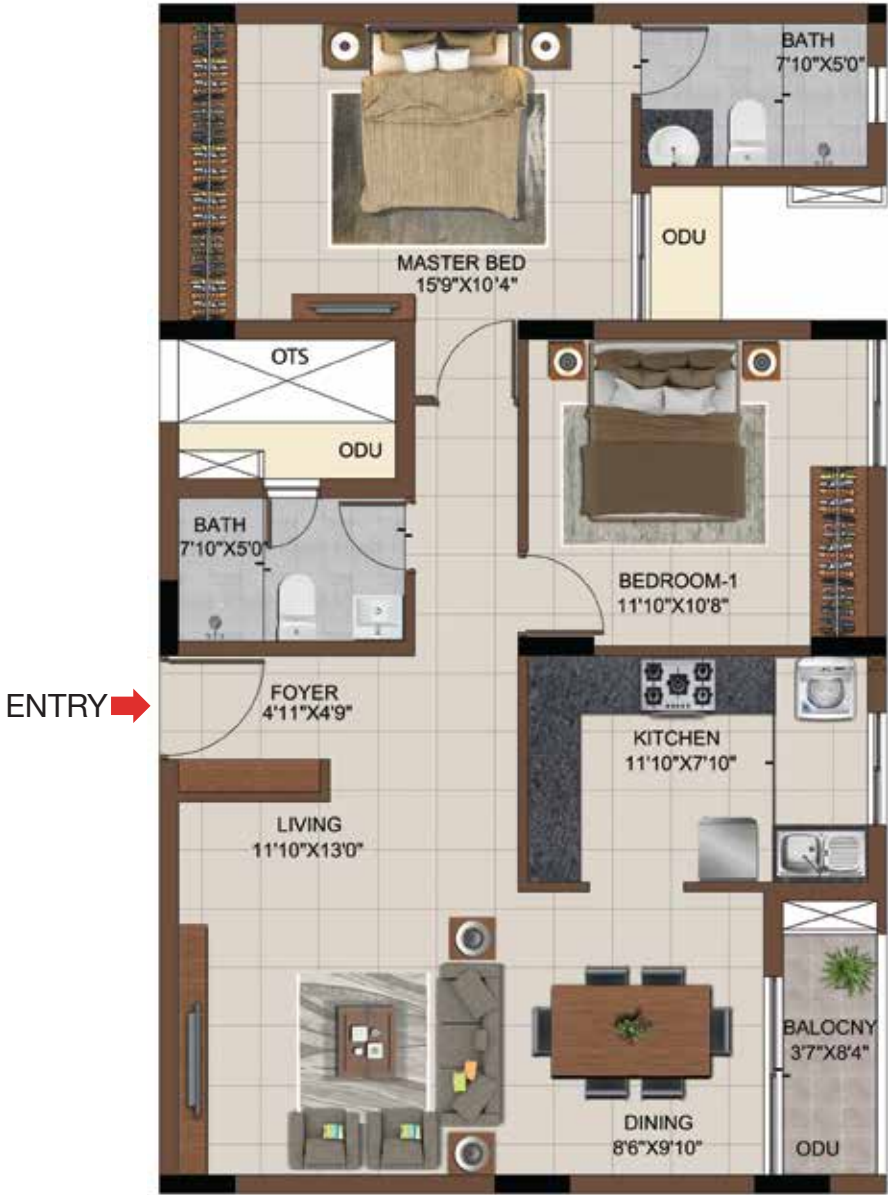 BATH
7'10"X5'0"
ODU
MASTER BED
15'9"X10'4"
OTS
ODU
BATH
7'10"X5'0"
BEDROOM-1
11'10"X10'8"
ENTRY
FOYER
4'11"X4'9"
KITCHEN
11'10"X7'10"
LIVING
11'10"X13'0"
BALOCNY
3'7"X8'4"
DINING
8'6"X9'10"
ODU